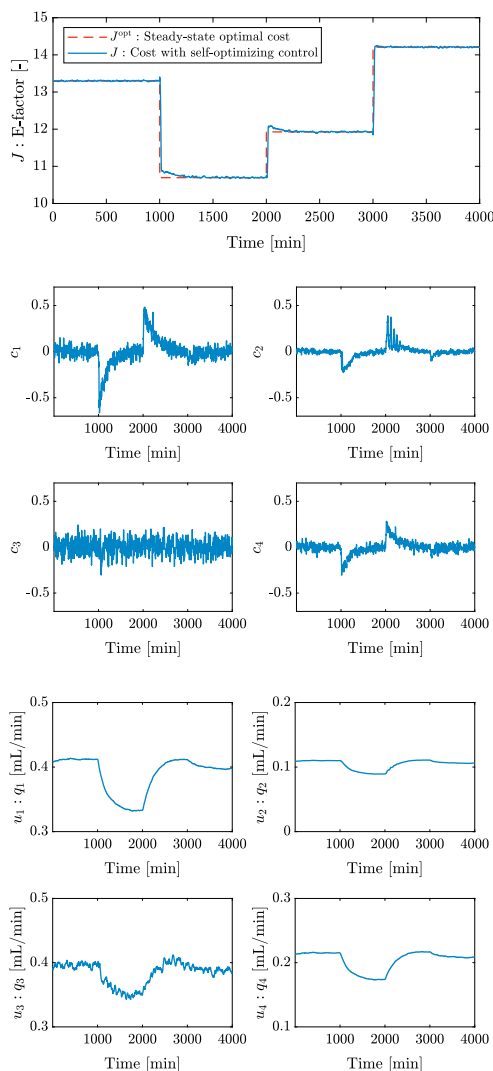 J^opt : Steady-state optimal cost
J : Cost with self-optimizing control
J : E-factor [-]
15
14
13
12
11
10
0 500 1000 1500 2000 2500 3000 3500 4000
Time [min]
c₁
0.5
0
-0.5
1000 2000 3000 4000
Time [min]
c₂
0.5
0
-0.5
1000 2000 3000 4000
Time [min]
c₃
0.5
0
-0.5
1000 2000 3000 4000
Time [min]
c₄
0.5
0
-0.5
1000 2000 3000 4000
Time [min]
u₁ : q₁ [mL/min]
0.5
0.4
0.3
1000 2000 3000 4000
Time [min]
u₂ : q₂ [mL/min]
0.2
0.1
0
1000 2000 3000 4000
Time [min]
u₃ : q₃ [mL/min]
0.5
0.4
0.3
1000 2000 3000 4000
Time [min]
u₄ : q₄ [mL/min]
0.3
0.2
0.1
1000 2000 3000 4000
Time [min]